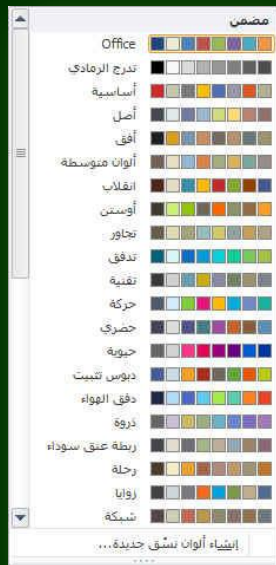 مضمن
Office
تدرج الرمادي
أساسية
أصل
أفق
ألوان متوسطة
انقلاب
أوستن
تجاور
تدفق
تقنية
حركة
حضري
حيوية
دبوس تثبيت
دفق الهواء
ذروة
ربطة عنق سوداء
رحلة
زوايا
شبكة
إنشاء ألوان نسُق جديدة...